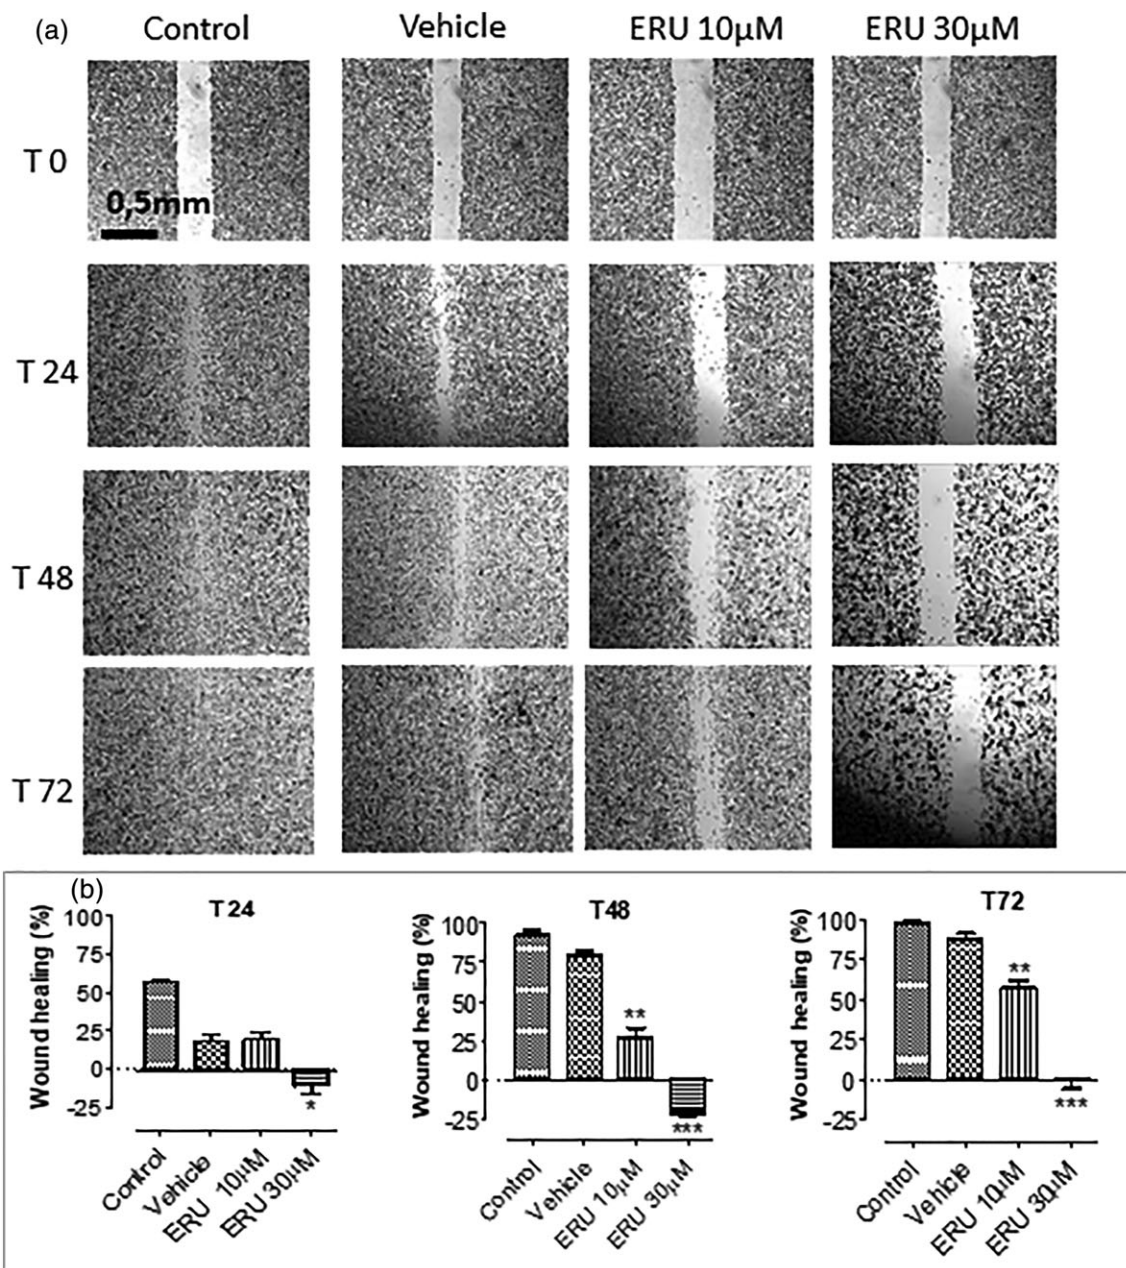 (a)
Control
Vehicle
ERU 10µM
ERU 30µM
T 0
0,5mm
T 24
T 48
T 72
(b)
T24
Wound healing (%)
100
75
50
25
0
-25
*
Control
Vehicle
ERU 10µM
ERU 30µM
T48
Wound healing (%)
100
75
50
25
0
-25
**
***
Control
Vehicle
ERU 10µM
ERU 30µM
T72
Wound healing (%)
100
75
50
25
0
-25
**
***
Control
Vehicle
ERU 10µM
ERU 30µM